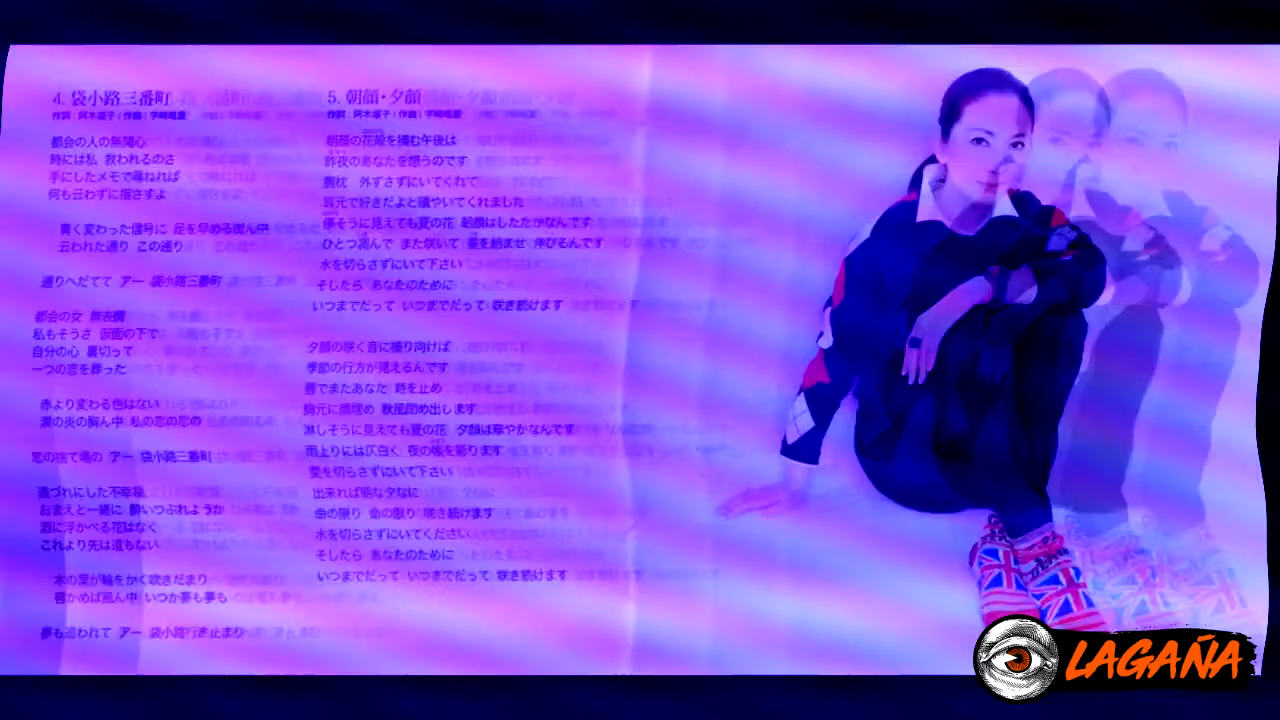 4. 袋小路三番町
作詞：阿木燿子 / 作曲：宇崎竜童
都会の人の無関心
時には私 救われるのさ
手にしたメモで尋ねれば
何も云わずに指さすよ
青く変わった信号に 足を早める街ん中
云われた通り この通り
通りへだてて アー 袋小路三番町
都会の女 無表情
私もそうさ 仮面の下で
自分の心 裏切って
一つの恋を葬った
赤より変わる色はない
涙の炎の胸ん中 私の恋の恋の
恋の捨て場の アー 袋小路三番町
道づれにした不幸福
おまえと一緒に 酔いつぶれようか
酒に浮かべる花はなく
これより先は道もない
木の葉が輪をかく吹きだまり
唇かめば風ん中 いつか夢も夢も
夢も追われて アー 袋小路行き止まり
5. 朝顔・夕顔
作詞：阿木燿子 / 作曲：宇崎竜童
朝顔の花殻を摘む午後は
昨夜のあなたを想うのです
腕枕 外ずさずにいてくれて
耳元で好きだよと囁やいてくれました
儚そうに見えても夏の花 朝顔はしたたかなんです
ひとつ凋んで また咲いて 蔓を絡ませ 伸びるんです
水を切らさずにいて下さい
そしたら あなたのために
いつまでだって いつまでだって 咲き続けます
夕顔の咲く音に振り向けば
季節の行方が見えるんです
唇でまたあなた 時を止め
胸元に顔埋め 秋風閉め出します
淋しそうに見えても夏の花 夕顔は華やかなんです
雨上りには仄白く 夜の帳を彩ります
愛を切らさずにいて下さい
出来れば朝な夕なに
命の限り 命の限り 咲き続けます
水を切らさずにいてください
そしたら あなたのために
いつまでだって いつまでだって 咲き続けます
LAGAÑA